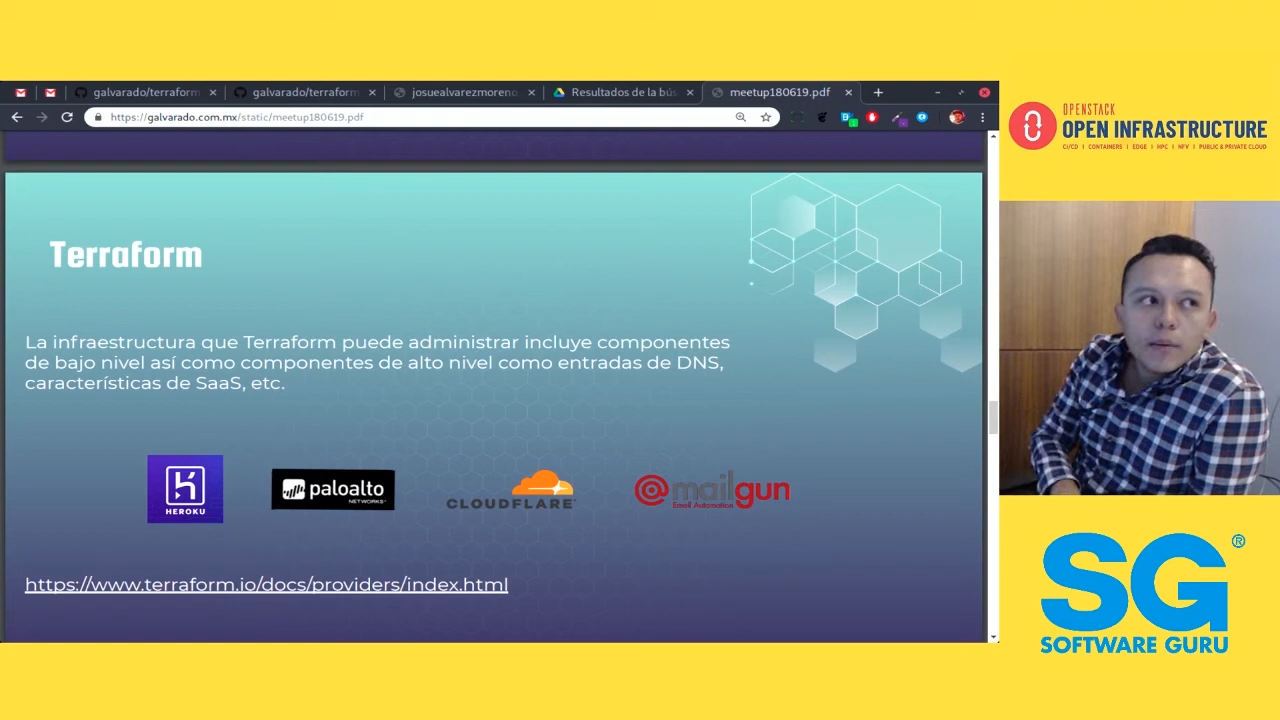 galvarado/terraform
galvarado/terraform
josuealvarezmoreno.
Resultados de la bús
meetup180619.pdf
https://galvarado.com.mx/static/meetup180619.pdf
Terraform
La infraestructura que Terraform puede administrar incluye componentes
de bajo nivel así como componentes de alto nivel como entradas de DNS,
características de SaaS, etc.
HEROKU
paloalto
NETWORKS
CLOUDFLARE
@mailgun
Email Automation
https://www.terraform.io/docs/providers/index.html
OPENSTACK
OPEN INFRASTRUCTURE
CI/CD | CONTAINERS | EDGE | HPC | NFV | PUBLIC & PRIVATE CLOUD
SG®
SOFTWARE GURU